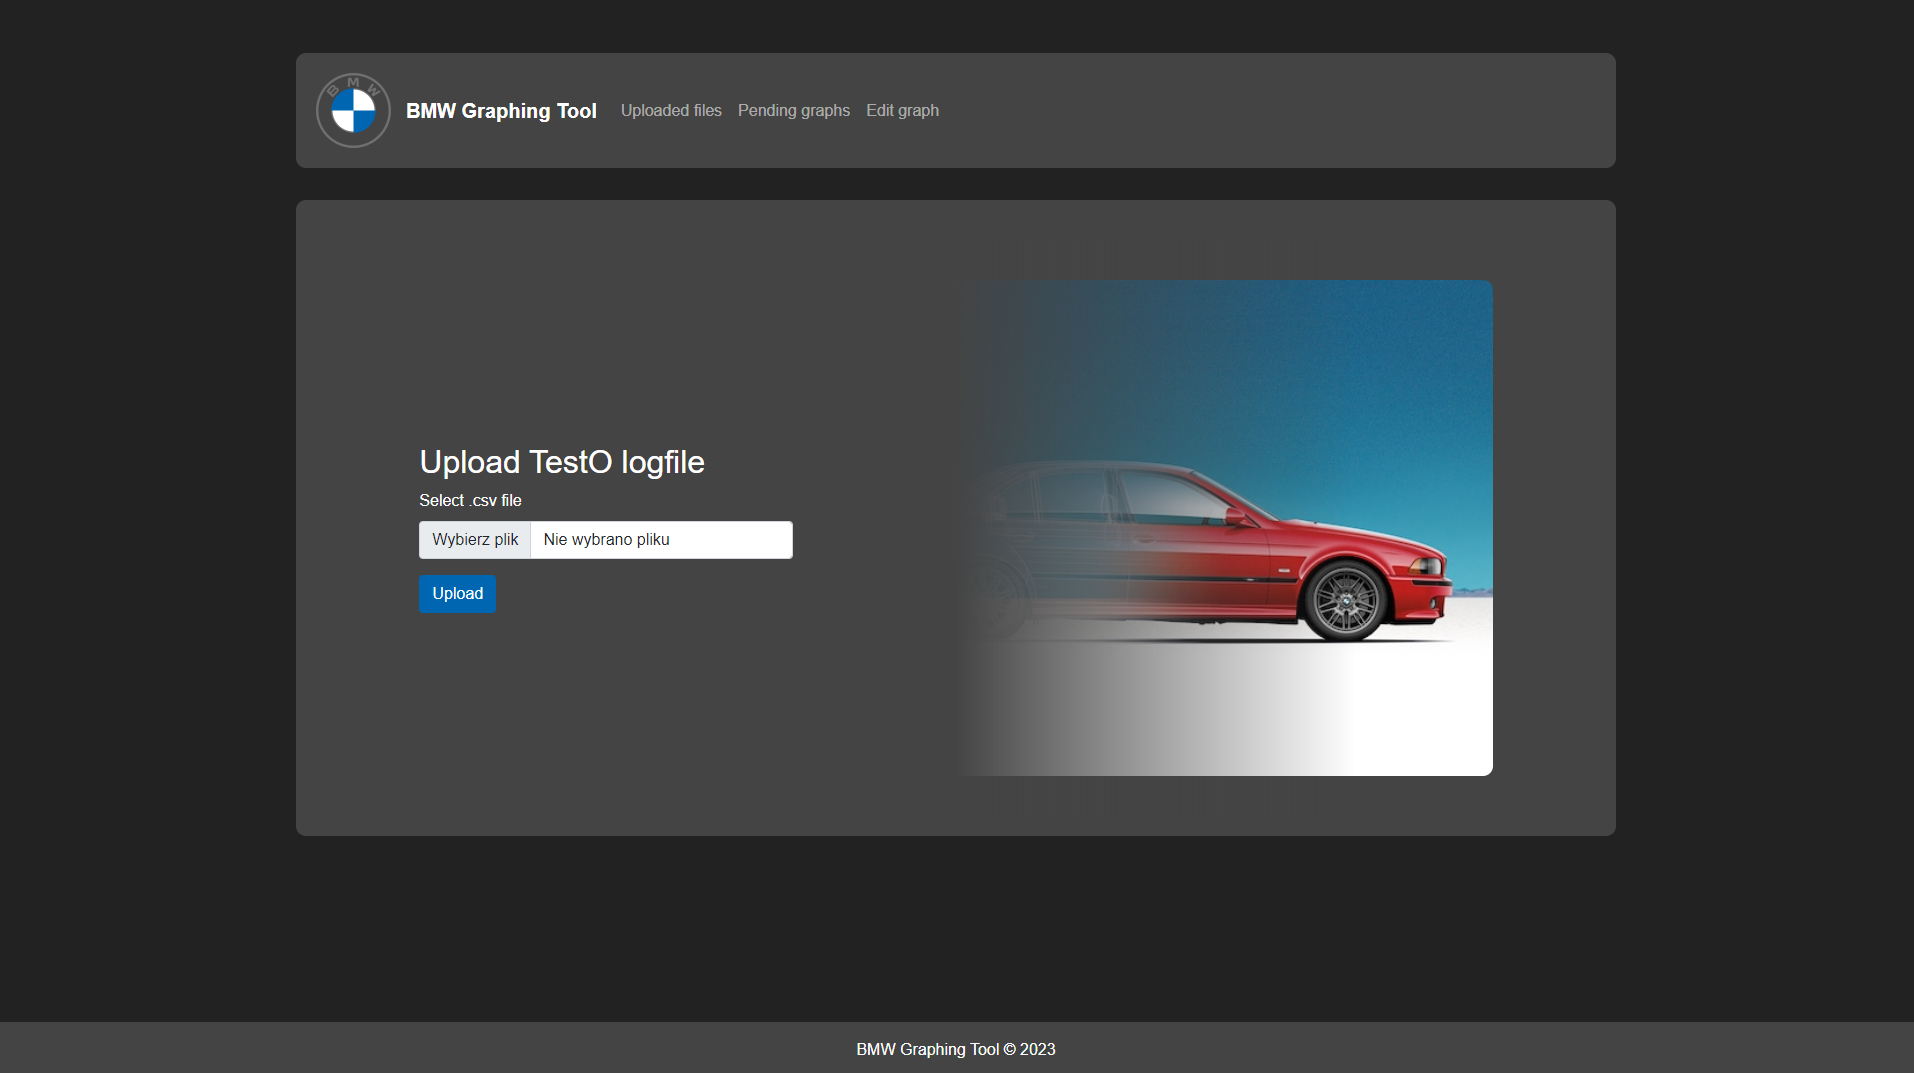 BMW
BMW Graphing Tool Uploaded files Pending graphs Edit graph
Upload TestO logfile
Select .csv file
Wybierz plik Nie wybrano pliku
Upload
BMW Graphing Tool © 2023